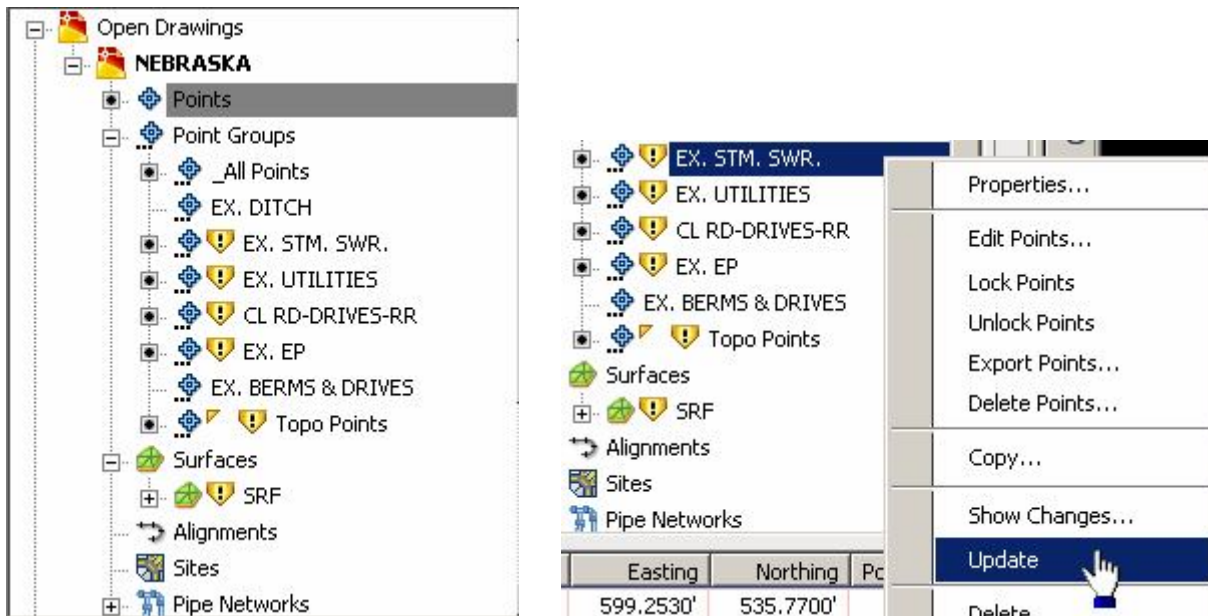 Open Drawings
NEBRASKA
Points
Point Groups
_All Points
EX. DITCH
EX. STM. SWR.
EX. UTILITIES
CL RD-DRIVES-RR
EX. EP
EX. BERMS & DRIVES
Topo Points
Surfaces
SRF
Alignments
Sites
Pipe Networks
EX. STM. SWR.
EX. UTILITIES
CL RD-DRIVES-RR
EX. EP
EX. BERMS & DRIVES
Topo Points
Surfaces
SRF
Alignments
Sites
Pipe Networks
Easting Northing Po
599.2530' 535.7700'
Properties...
Edit Points...
Lock Points
Unlock Points
Export Points...
Delete Points...
Copy...
Show Changes...
Update
Delete